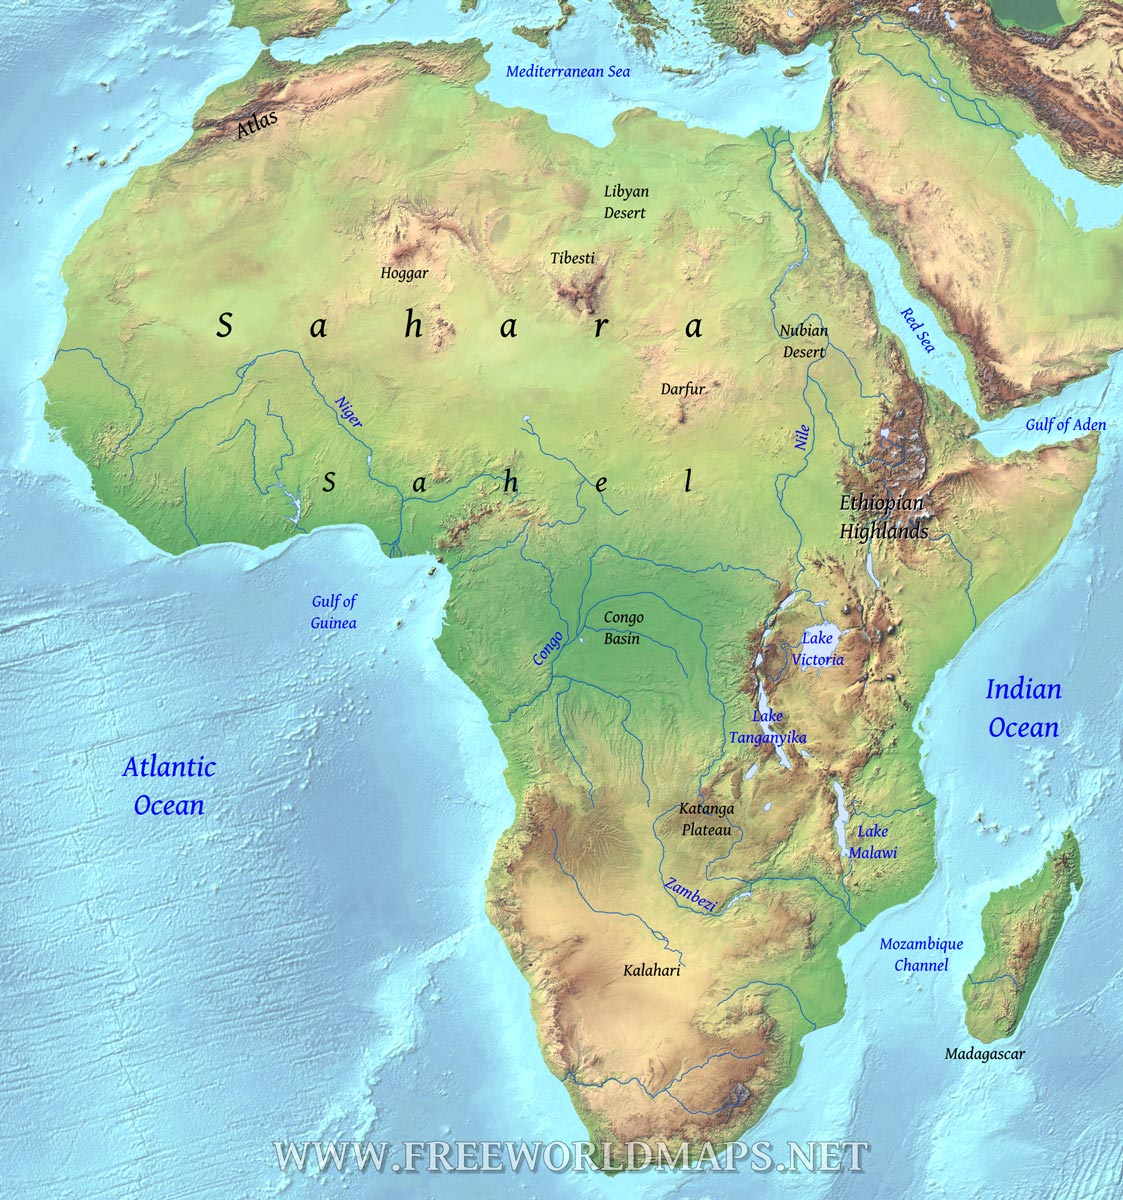 Mediterranean Sea
Atlas
Libyan
Desert
Tibesti
Hoggar
Sahara
Red Sea
Nubian
Desert
Darfur
Niger
Nile
Gulf of Aden
Sahel
Ethiopian
Highlands
Gulf of
Guinea
Congo
Basin
Congo
Lake
Victoria
Indian
Ocean
Lake
Tanganyika
Atlantic
Ocean
Katanga
Plateau
Lake
Malawi
Zambezi
Mozambique
Channel
Kalahari
Madagascar
WWW.FREEWORLDMAPS.NET